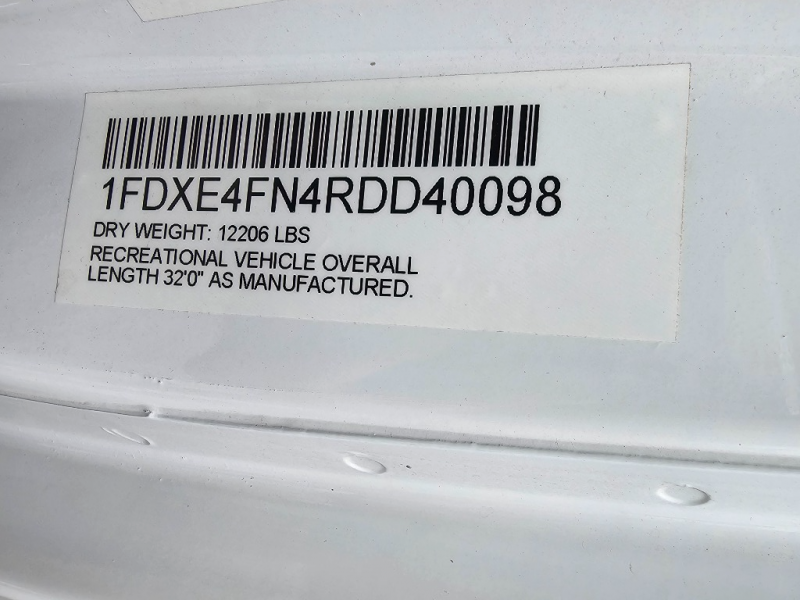 1FDXE4FN4RDD40098
DRY WEIGHT: 12206 LBS
RECREATIONAL VEHICLE OVERALL
LENGTH 32'0" AS MANUFACTURED.